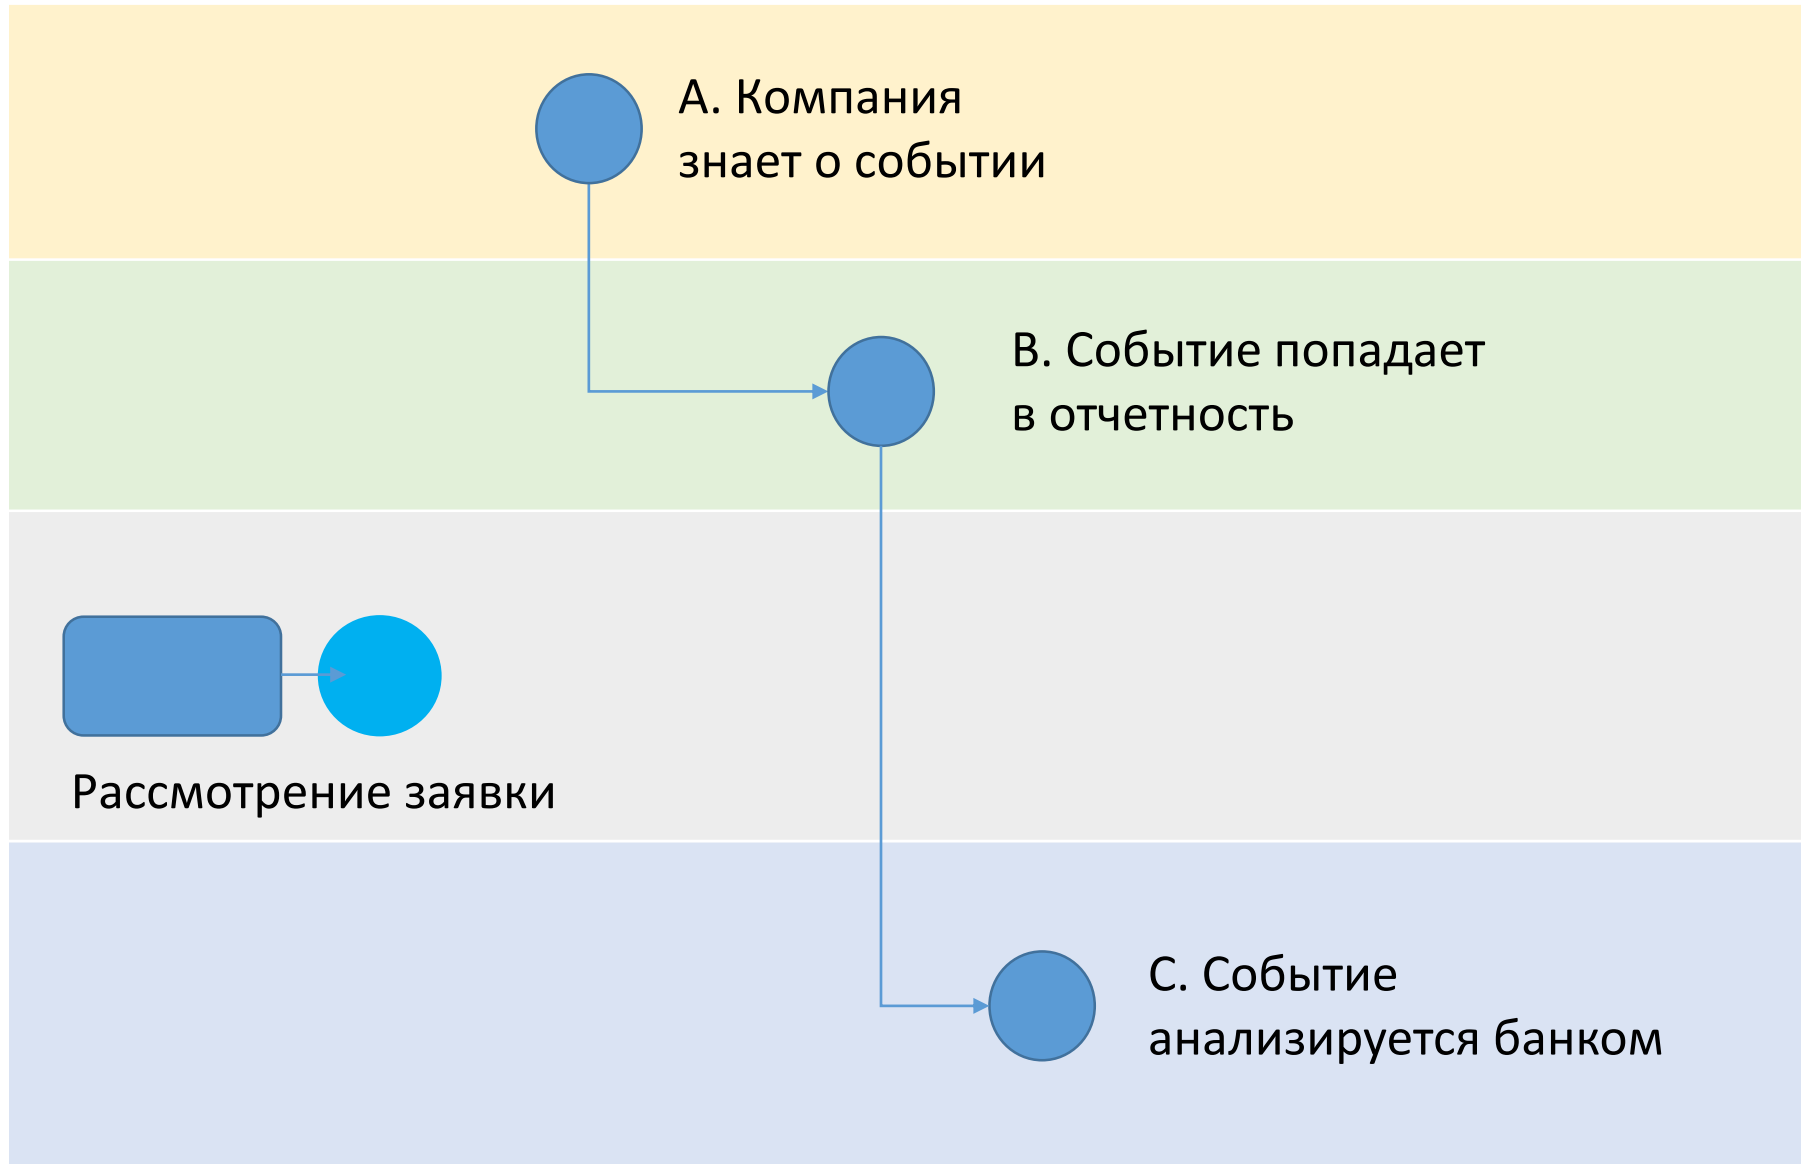 А. Компания
знает о событии
В. Событие попадает
в отчетность
Рассмотрение заявки
С. Событие
анализируется банком